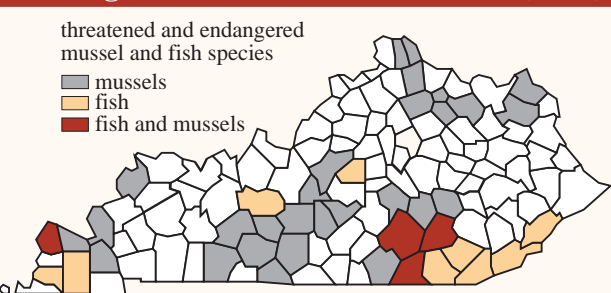 threatened and endangered
mussel and fish species
mussels
fish
fish and mussels